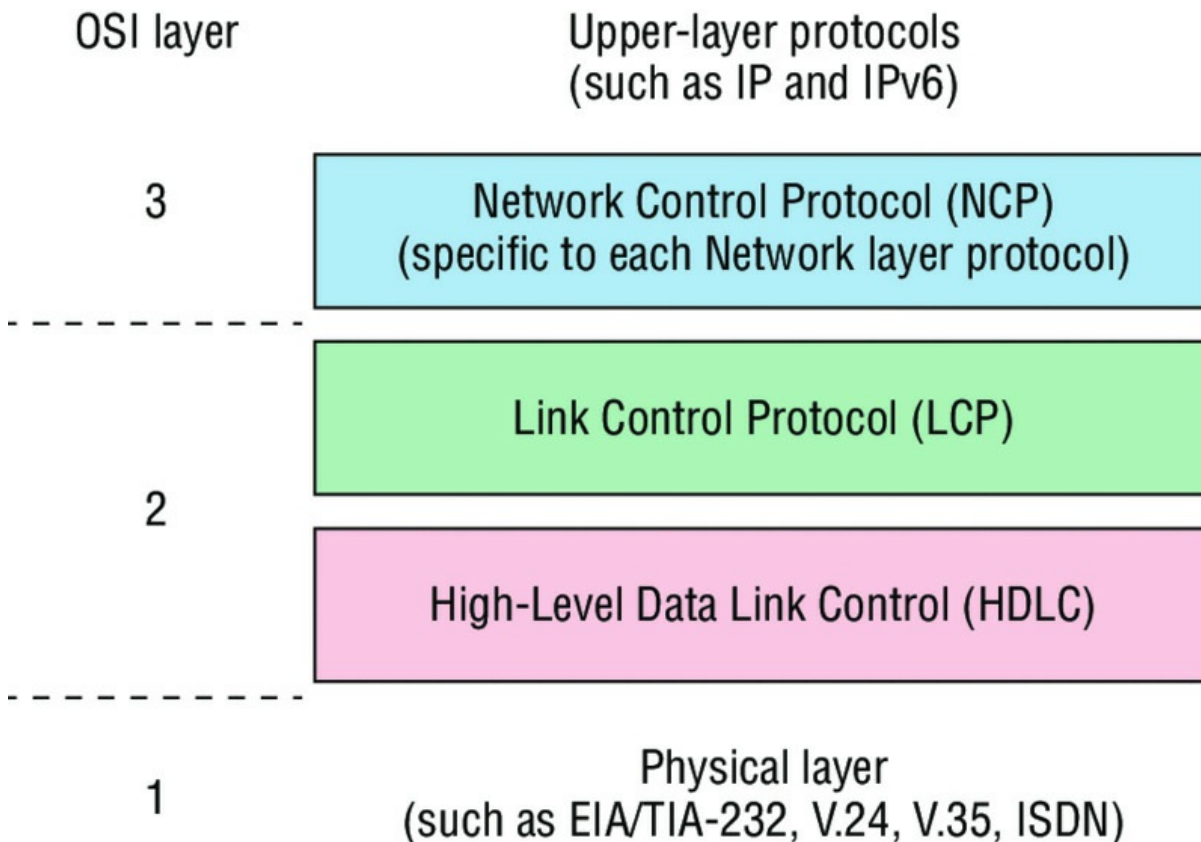 OSI layer
Upper-layer protocols
(such as IP and IPv6)
3
Network Control Protocol (NCP)
(specific to each Network layer protocol)
Link Control Protocol (LCP)
2
High-Level Data Link Control (HDLC)
Physical layer
1
(such as EIA/TIA-232, V.24, V.35, ISDN)